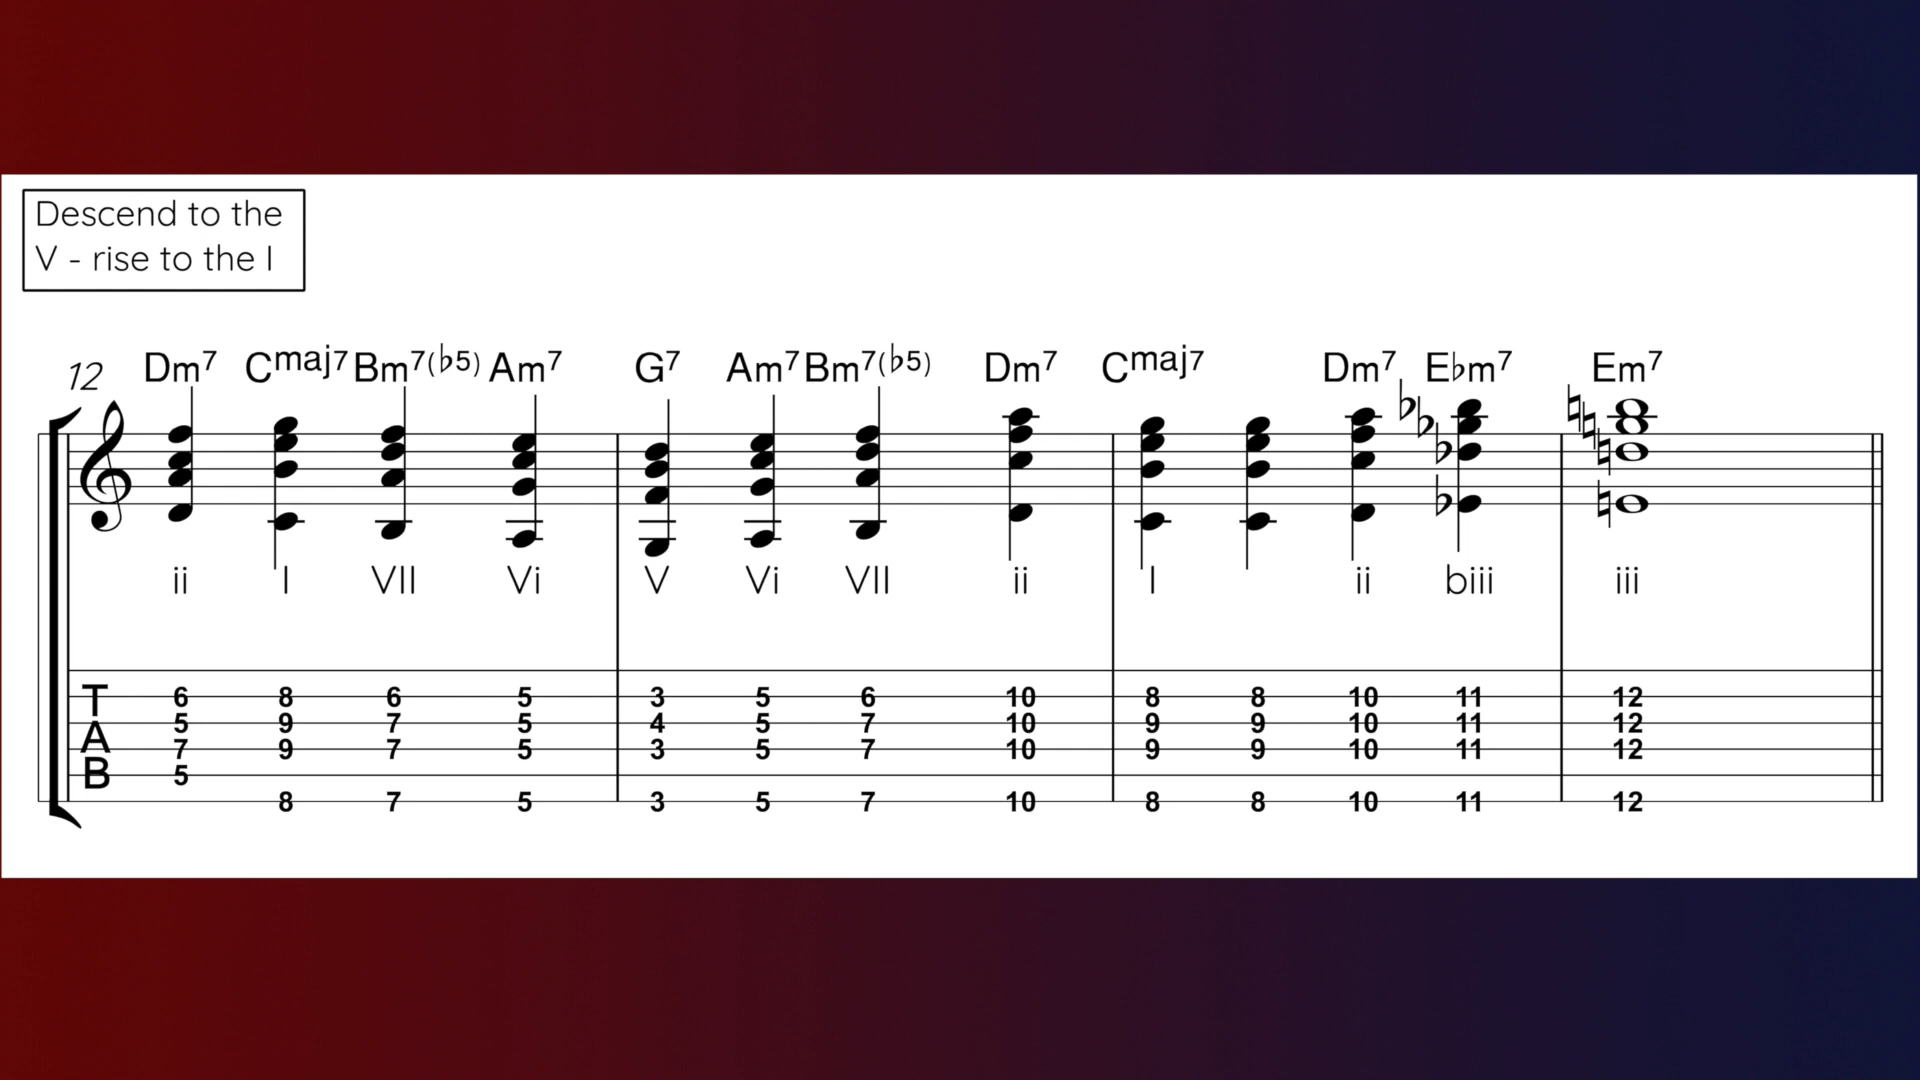 Descend to the
V - rise to the I
12 Dm7 Cmaj7 Bm7(♭5) Am7 G7 Am7 Bm7(♭5) Dm7 Cmaj7 Dm7 E♭m7 Em7
ii I VII Vi V Vi VII ii I ii biii iii
T 6 8 6 5 3 5 6 10 8 8 10 11 12
5 9 7 5 4 5 7 10 9 9 10 11 12
A 7 9 7 5 3 5 7 10 9 9 10 11 12
B 5
8 7 5 3 5 7 10 8 8 10 11 12